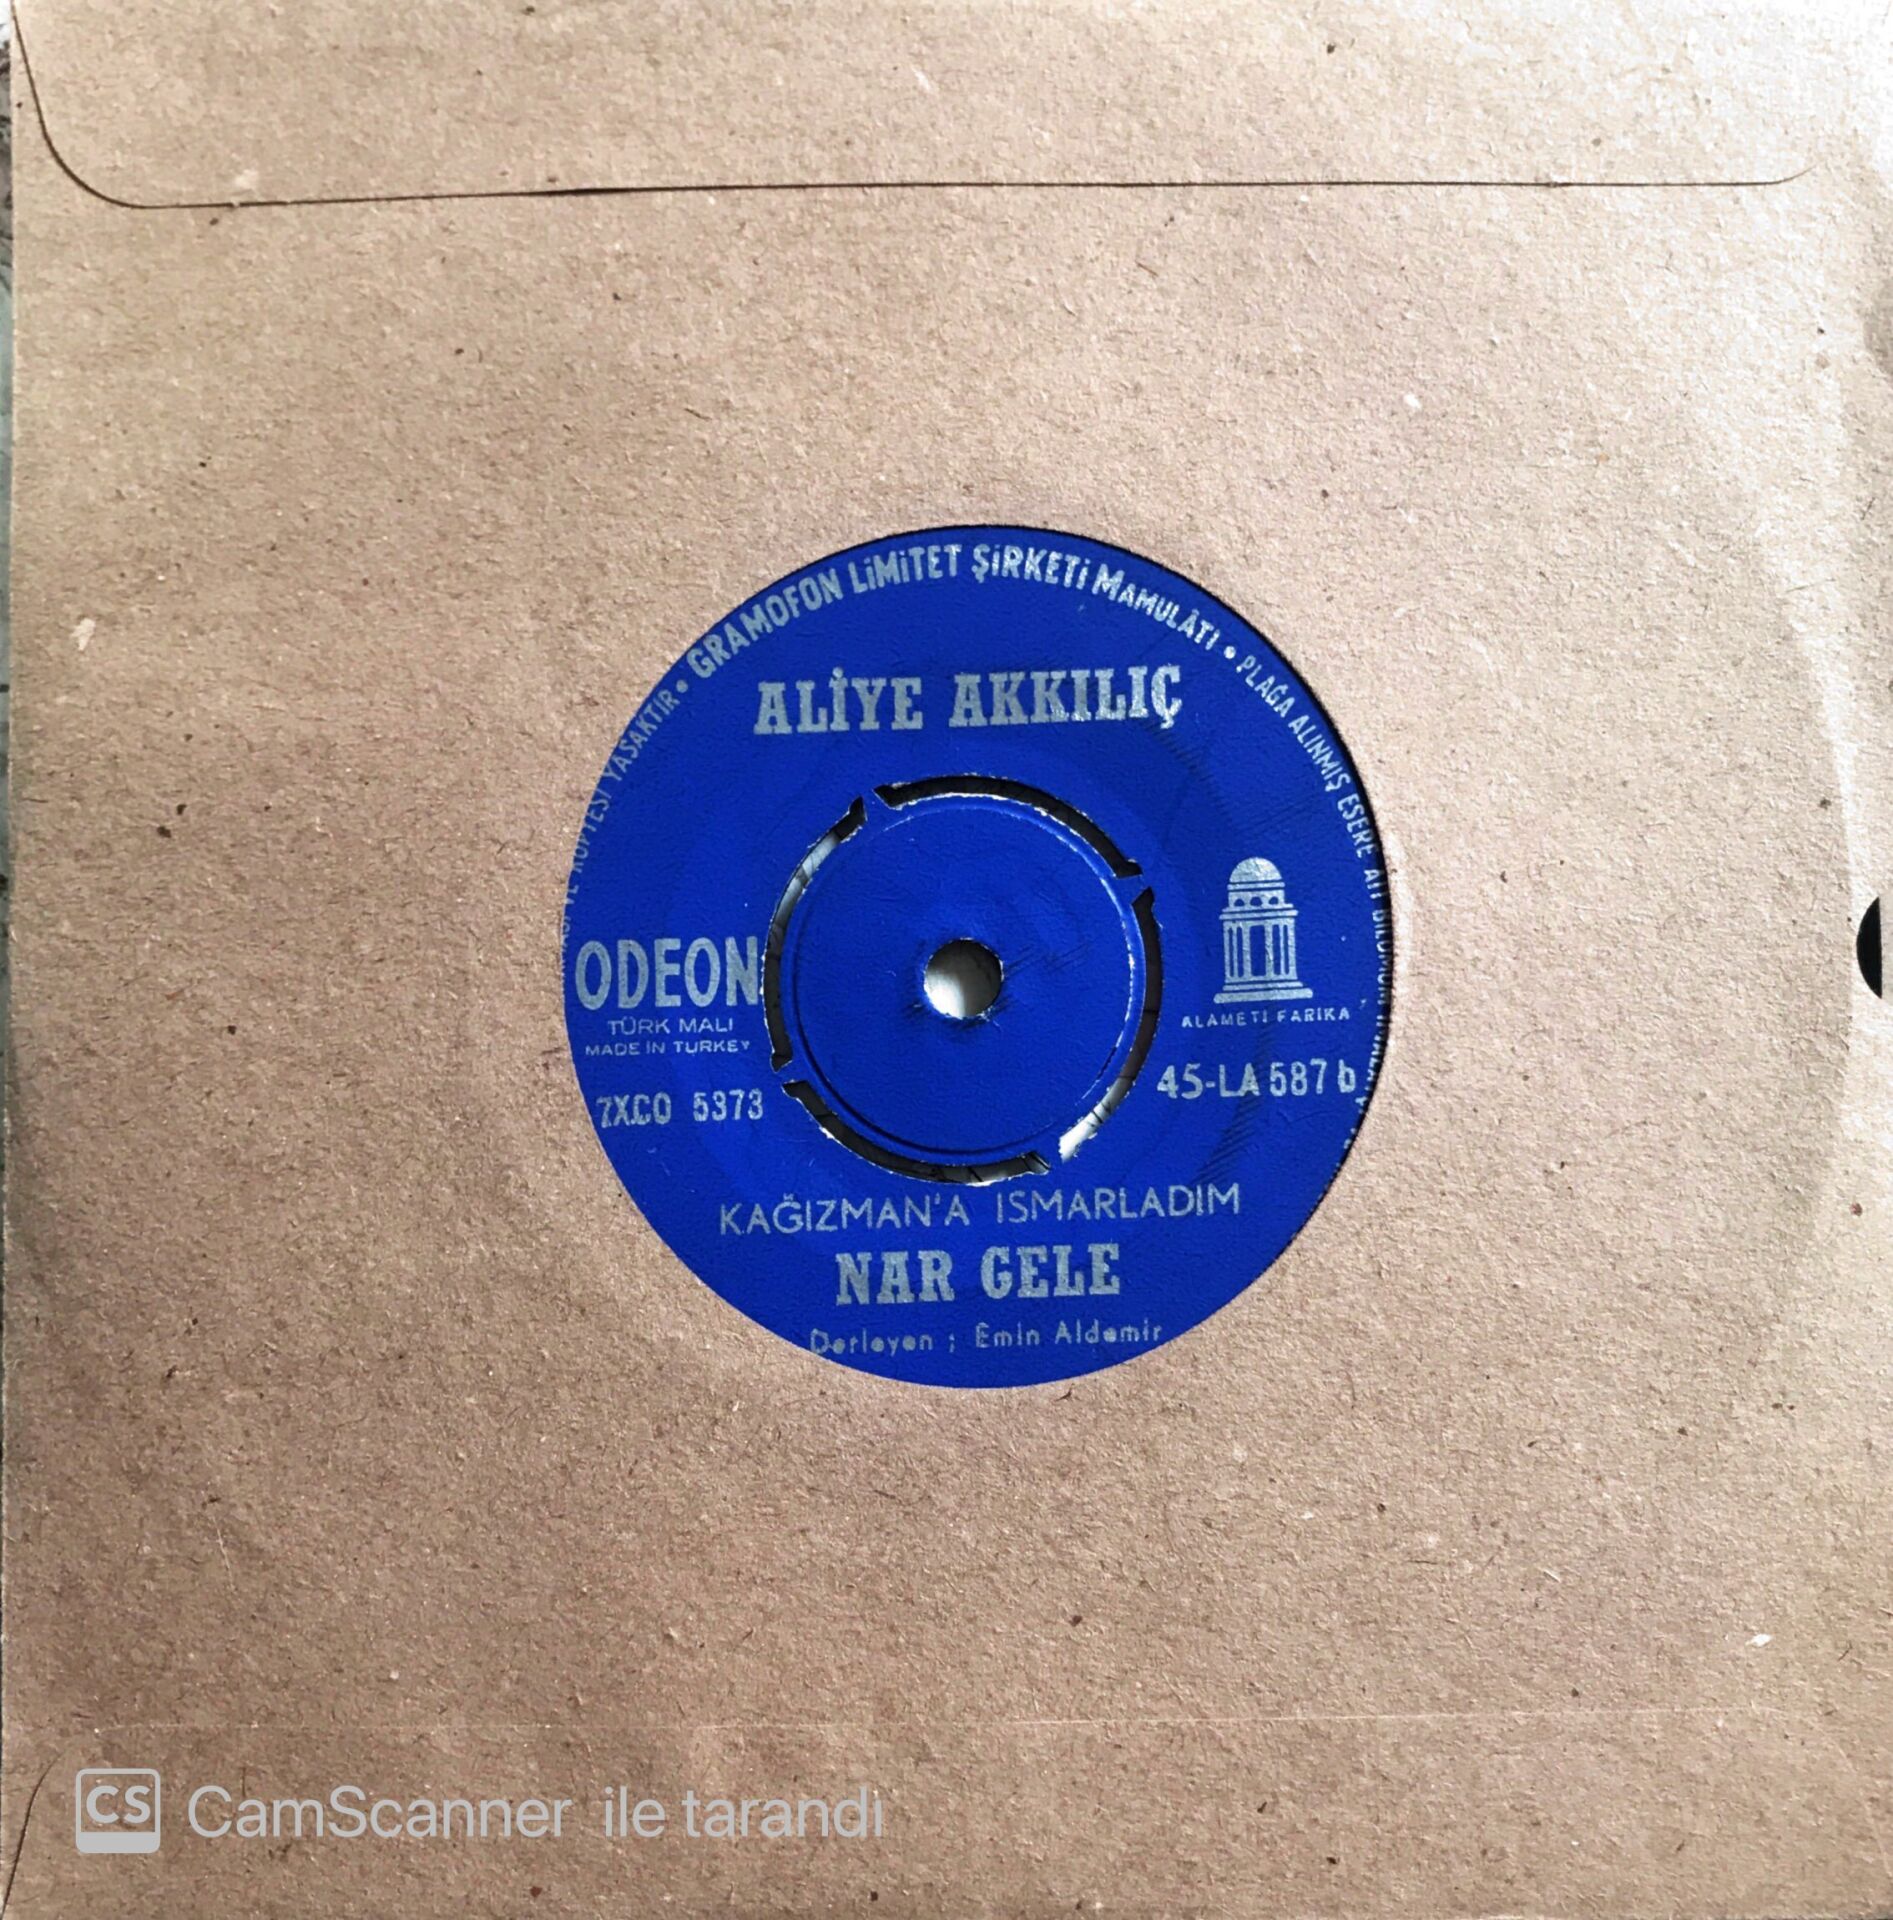 GRAMOFON LİMİTET ŞİRKETİ MAMULÂTI • PLAĞA ALINMIŞ ESERE AİT
YASAKTIR •
ALİYE AKKILIÇ
ODEON
TÜRK MALI
MADE IN TURKEY
7XCO 5373
ALAMETİ FARİKA
45-LA 587 b
KAĞIZMAN'A ISMARLADIM
NAR GELE
Derleyen ; Emin Aldemir
CS CamScanner ile tarandı